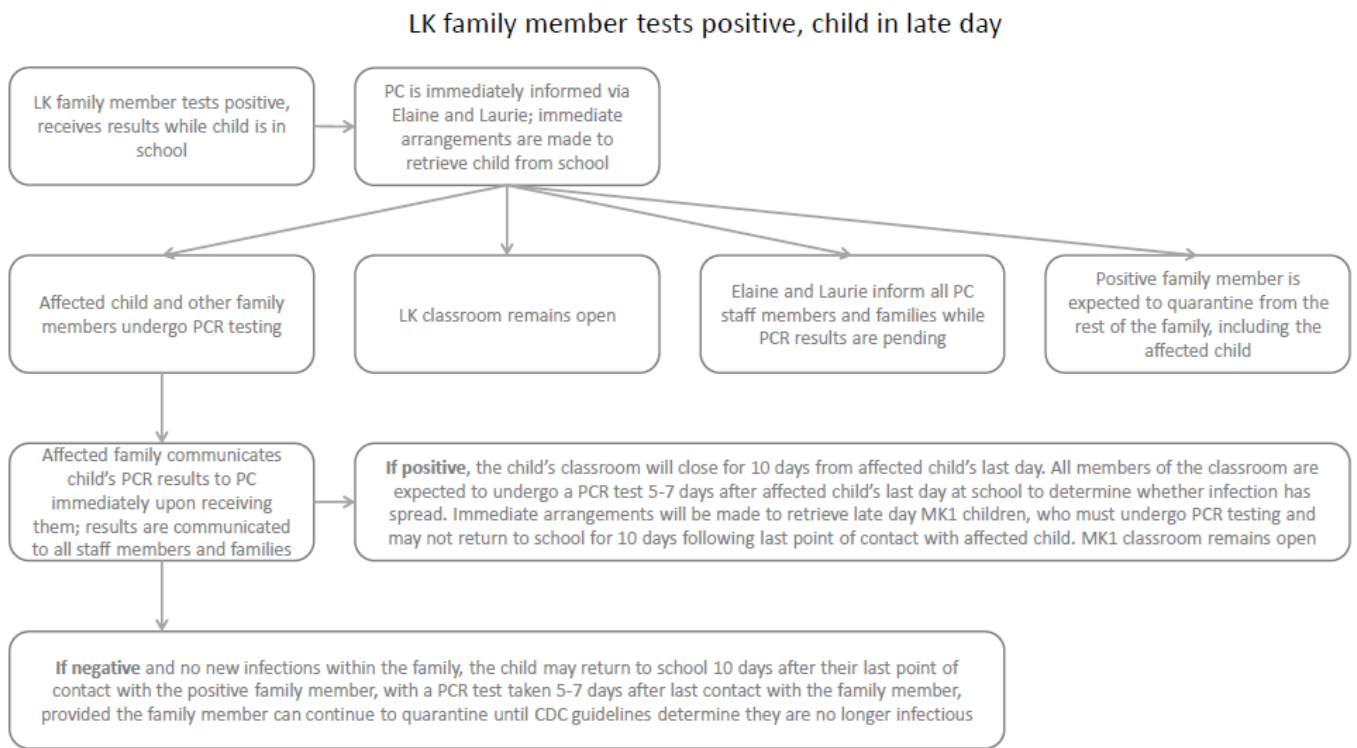 LK family member tests positive, child in late day
LK family member tests positive,
receives results while child is in
school
PC is immediately informed via
Elaine and Laurie; immediate
arrangements are made to
retrieve child from school
Affected child and other family
members undergo PCR testing
LK classroom remains open
Elaine and Laurie inform all PC
staff members and families while
PCR results are pending
Positive family member is
expected to quarantine from the
rest of the family, including the
affected child
Affected family communicates
child's PCR results to PC
immediately upon receiving
them; results are communicated
to all staff members and families
If positive, the child's classroom will close for 10 days from affected child's last day. All members of the classroom are
expected to undergo a PCR test 5-7 days after affected child's last day at school to determine whether infection has
spread. Immediate arrangements will be made to retrieve late day MK1 children, who must undergo PCR testing and
may not return to school for 10 days following last point of contact with affected child. MK1 classroom remains open
If negative and no new infections within the family, the child may return to school 10 days after their last point of
contact with the positive family member, with a PCR test taken 5-7 days after last contact with the family member,
provided the family member can continue to quarantine until CDC guidelines determine they are no longer infectious